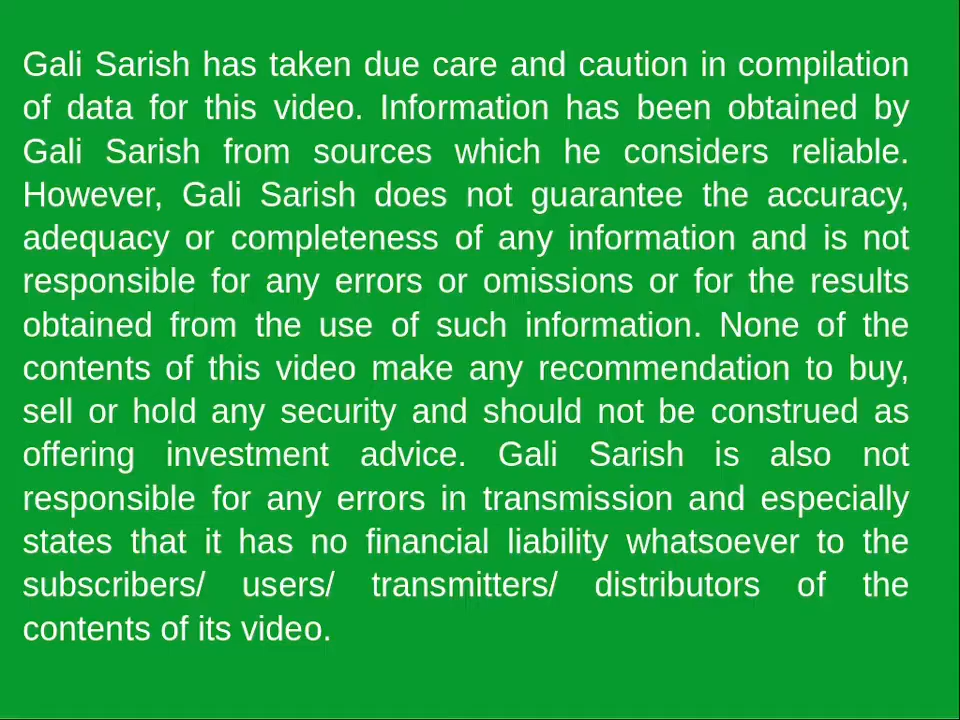 Gali Sarish has taken due care and caution in compilation
of data for this video. Information has been obtained by
Gali Sarish from sources which he considers reliable.
However, Gali Sarish does not guarantee the accuracy,
adequacy or completeness of any information and is not
responsible for any errors or omissions or for the results
obtained from the use of such information. None of the
contents of this video make any recommendation to buy,
sell or hold any security and should not be construed as
offering investment advice. Gali Sarish is also not
responsible for any errors in transmission and especially
states that it has no financial liability whatsoever to the
subscribers/ users/ transmitters/ distributors of the
contents of its video.